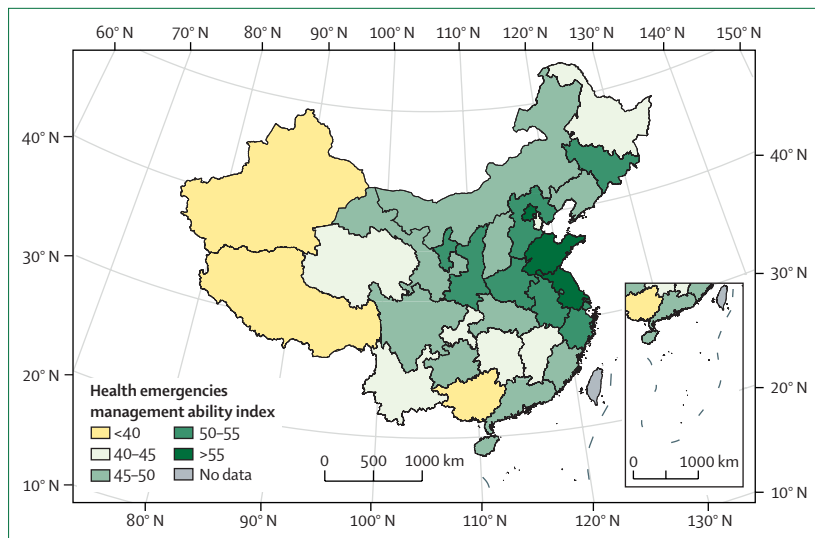 60° N 70° N 80° N 90° N 100° N 110° N 120° N 130° N 140° N 150° N
40° N 40° N
30° N 30° N
20° N 20° N
10° N 10° N
Health emergencies
management ability index
<40 50–55
40–45 >55
45–50 No data
0 500 1000 km
0 1000 km
80° N 90° N 100° N 110° N 120° N 130° N